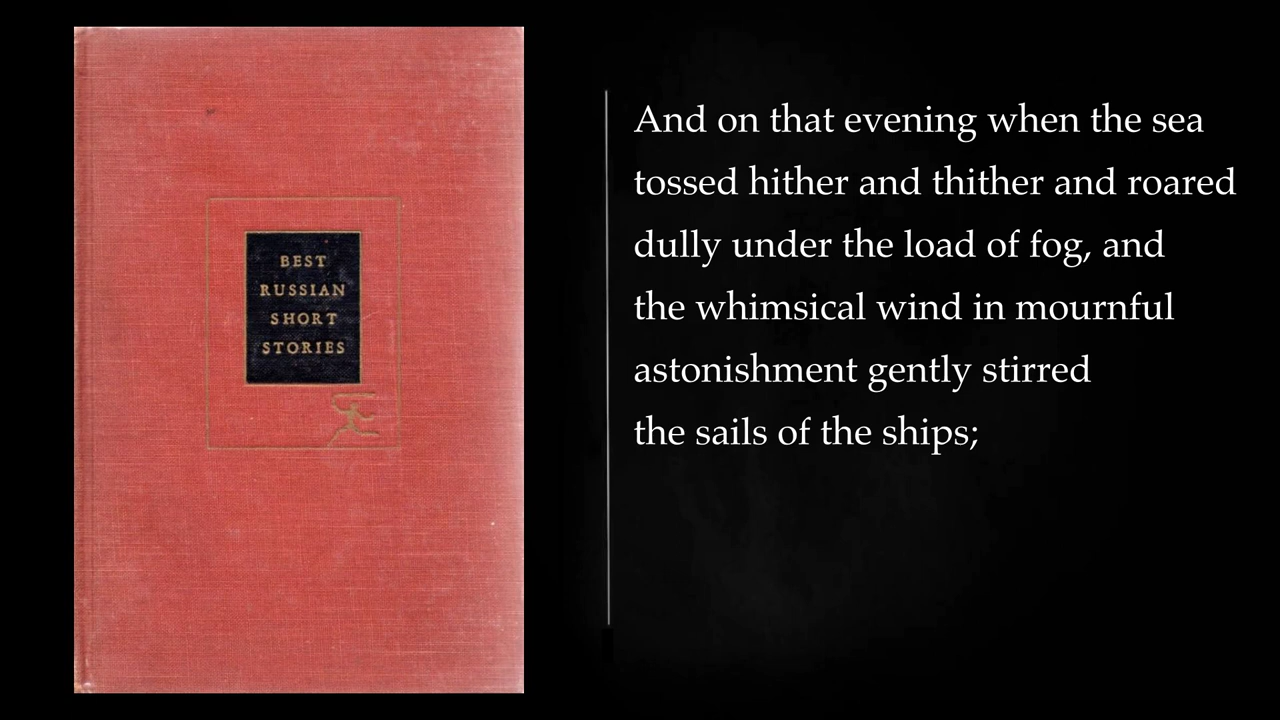 BEST
RUSSIAN
SHORT
STORIES
And on that evening when the sea
tossed hither and thither and roared
dully under the load of fog, and
the whimsical wind in mournful
astonishment gently stirred
the sails of the ships;